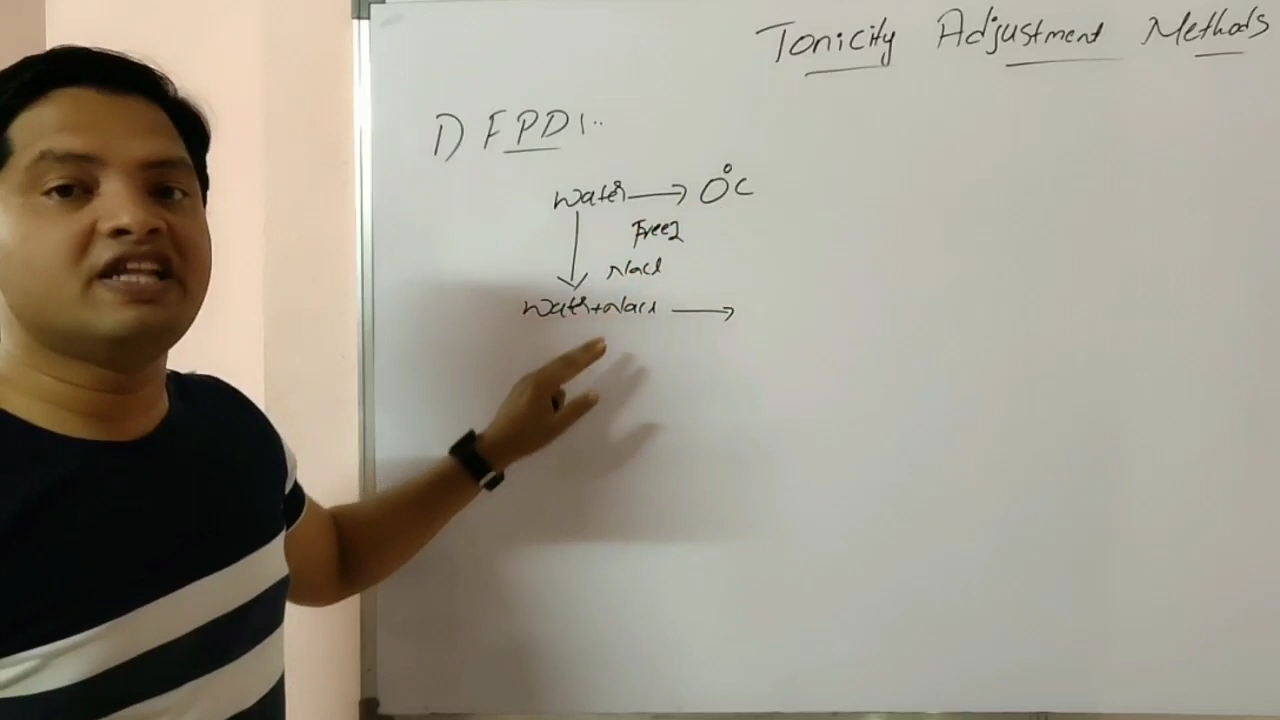 Tonicity Adjustment Methods
1) FPD:-
Water → 0°C
Freez
NaCl
Water+NaCl →